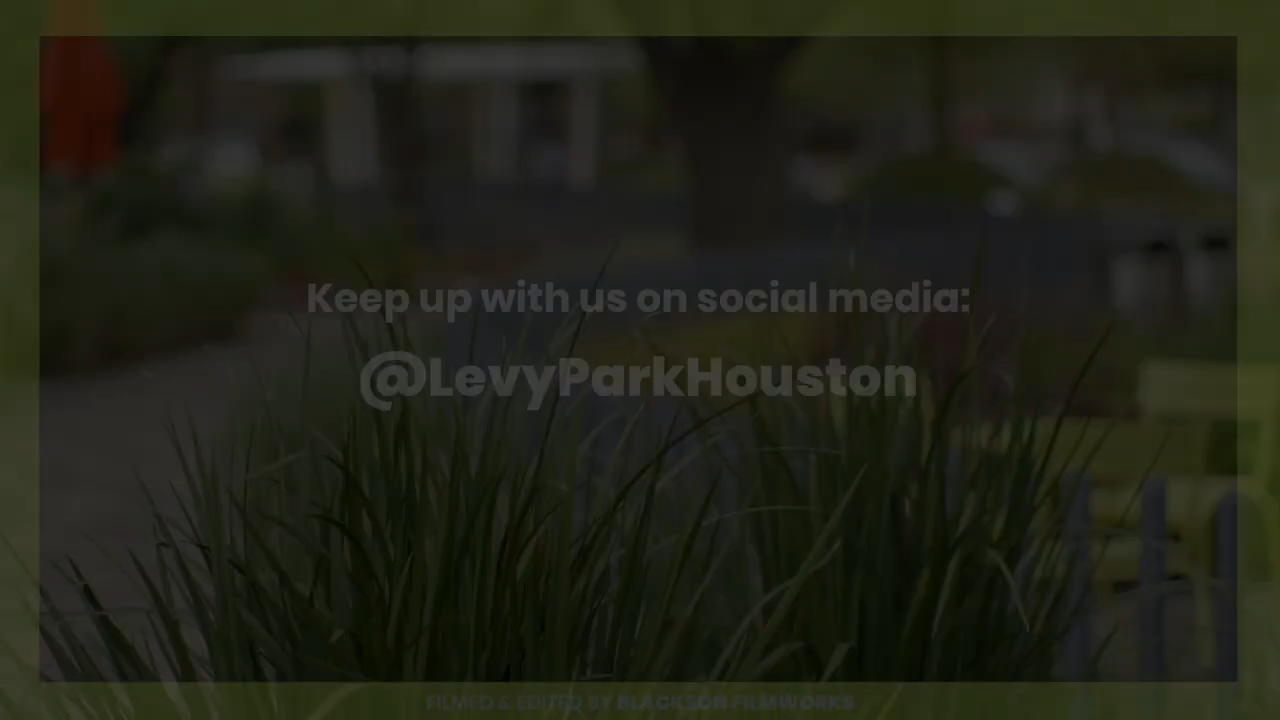 Keep up with us on social media:
@LevyParkHouston
FILMED & EDITED BY BLACKSON FILMWORKS